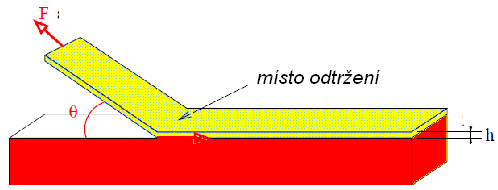 F
místo odtržení
θ
h